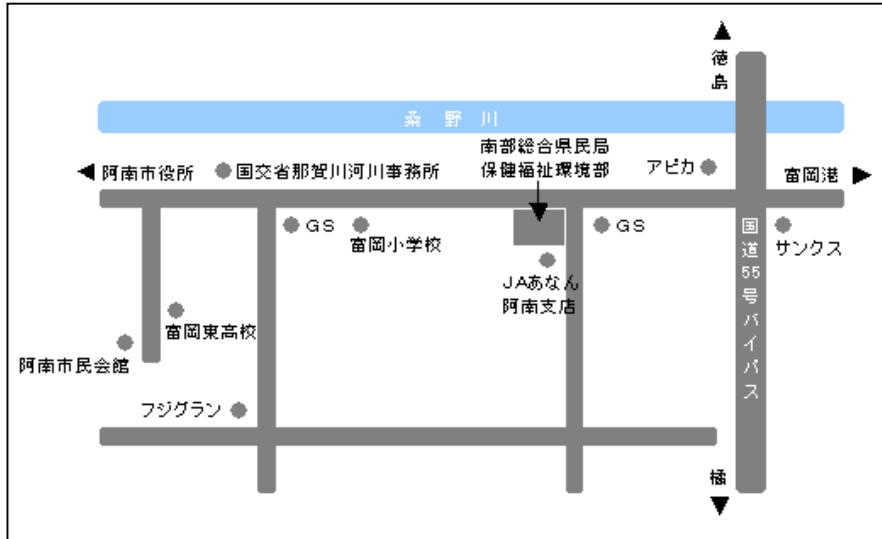 徳島
桑野川
南部総合県民局
保健福祉環境部
◀ 阿南市役所
国交省那賀川河川事務所
アピカ
富岡港 ▶
GS
富岡小学校
GS
サンクス
JAあなん
阿南支店
国道55号バイパス
富岡東高校
阿南市民会館
フジグラン
橘